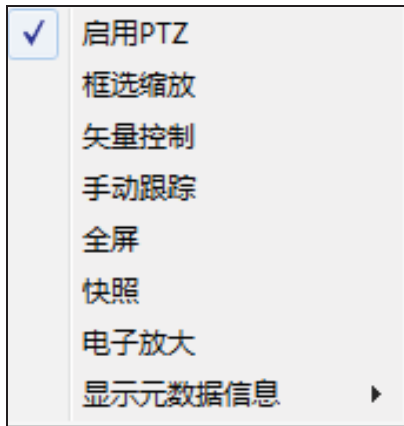 启用PTZ
框选缩放
矢量控制
手动跟踪
全屏
快照
电子放大
显示元数据信息